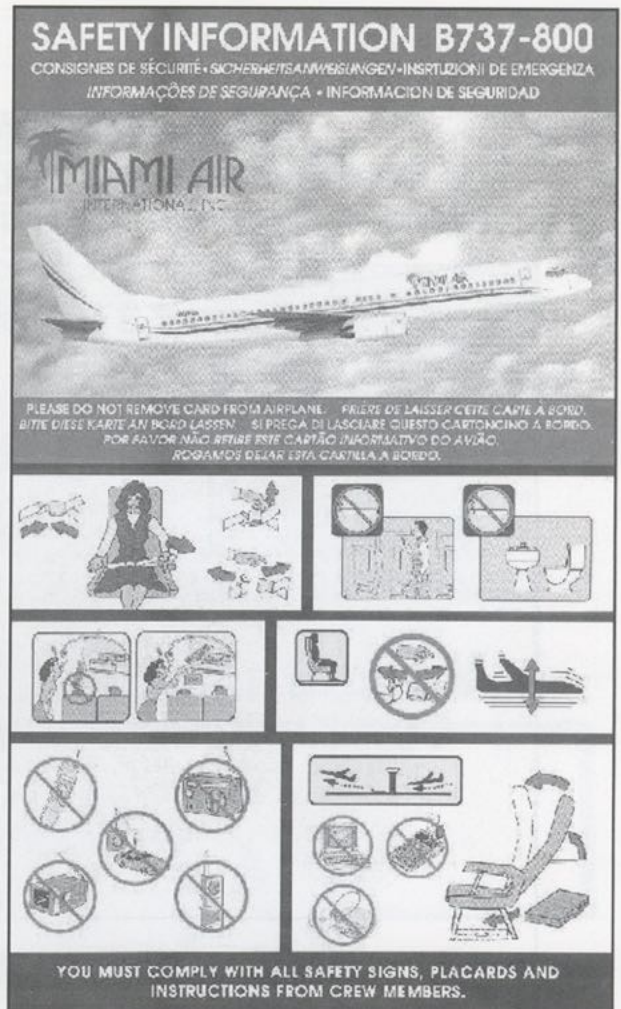 SAFETY INFORMATION B737-800
CONSIGNES DE SÉCURITÉ • SICHERHEITSANWEISUNGEN • INSRTUZIONI DE EMERGENZA
INFORMAÇÕES DE SEGURANÇA • INFORMACION DE SEGURIDAD
MIAMI AIR
INTERNATIONAL, INC.
MIAMI AIR
PLEASE DO NOT REMOVE CARD FROM AIRPLANE. PRIÈRE DE LAISSER CETTE CARTE À BORD.
BITTE DIESE KARTE AN BORD LASSEN. SI PREGA DI LASCIARE QUESTO CARTONCINO A BORDO.
POR FAVOR NÃO RETIRE ESTE CARTÃO INFORMATIVO DO AVIÃO.
ROGAMOS DEJAR ESTA CARTILLA A BORDO.
YOU MUST COMPLY WITH ALL SAFETY SIGNS, PLACARDS AND
INSTRUCTIONS FROM CREW MEMBERS.